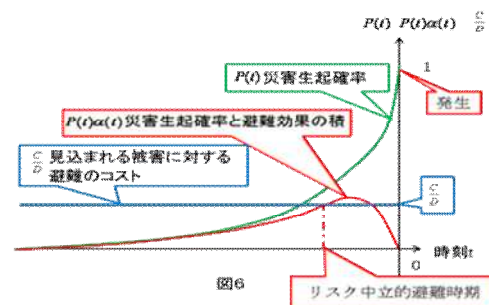 P(t) P(t)α(t) C/D
1
P(t)災害生起確率
発生
P(t)α(t)災害生起確率と避難効果の積
C/D 見込まれる被害に対する
避難のコスト
C/D
時刻t
0
図6
リスク中立的避難時期